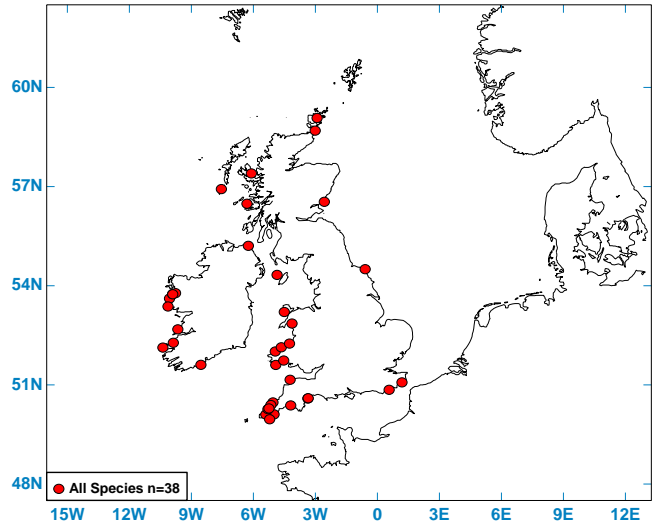 60N
57N
54N
51N
48N
All Species n=38
15W 12W 9W 6W 3W 0 3E 6E 9E 12E